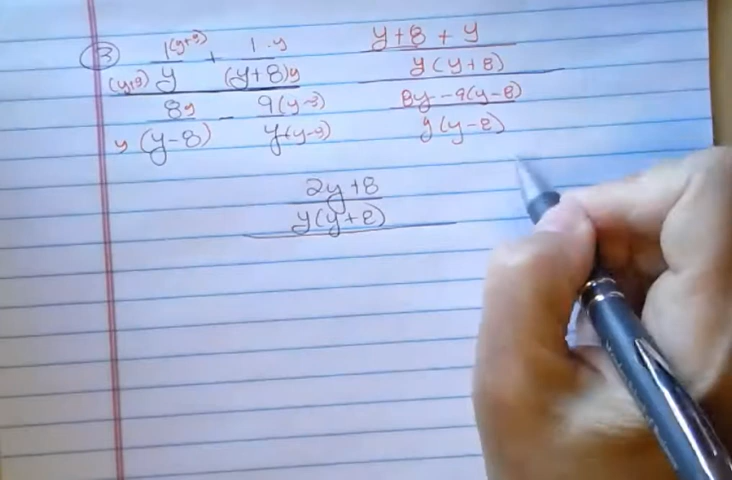 ③ 1(y+8)/y + 1·y/(y+8)y
(y+8)
8y/(y-8) - 9(y-8)/y(y-8)
y
y+8+y/y(y+8)
8y-9(y-8)/y(y-8)
2y+8/y(y+8)